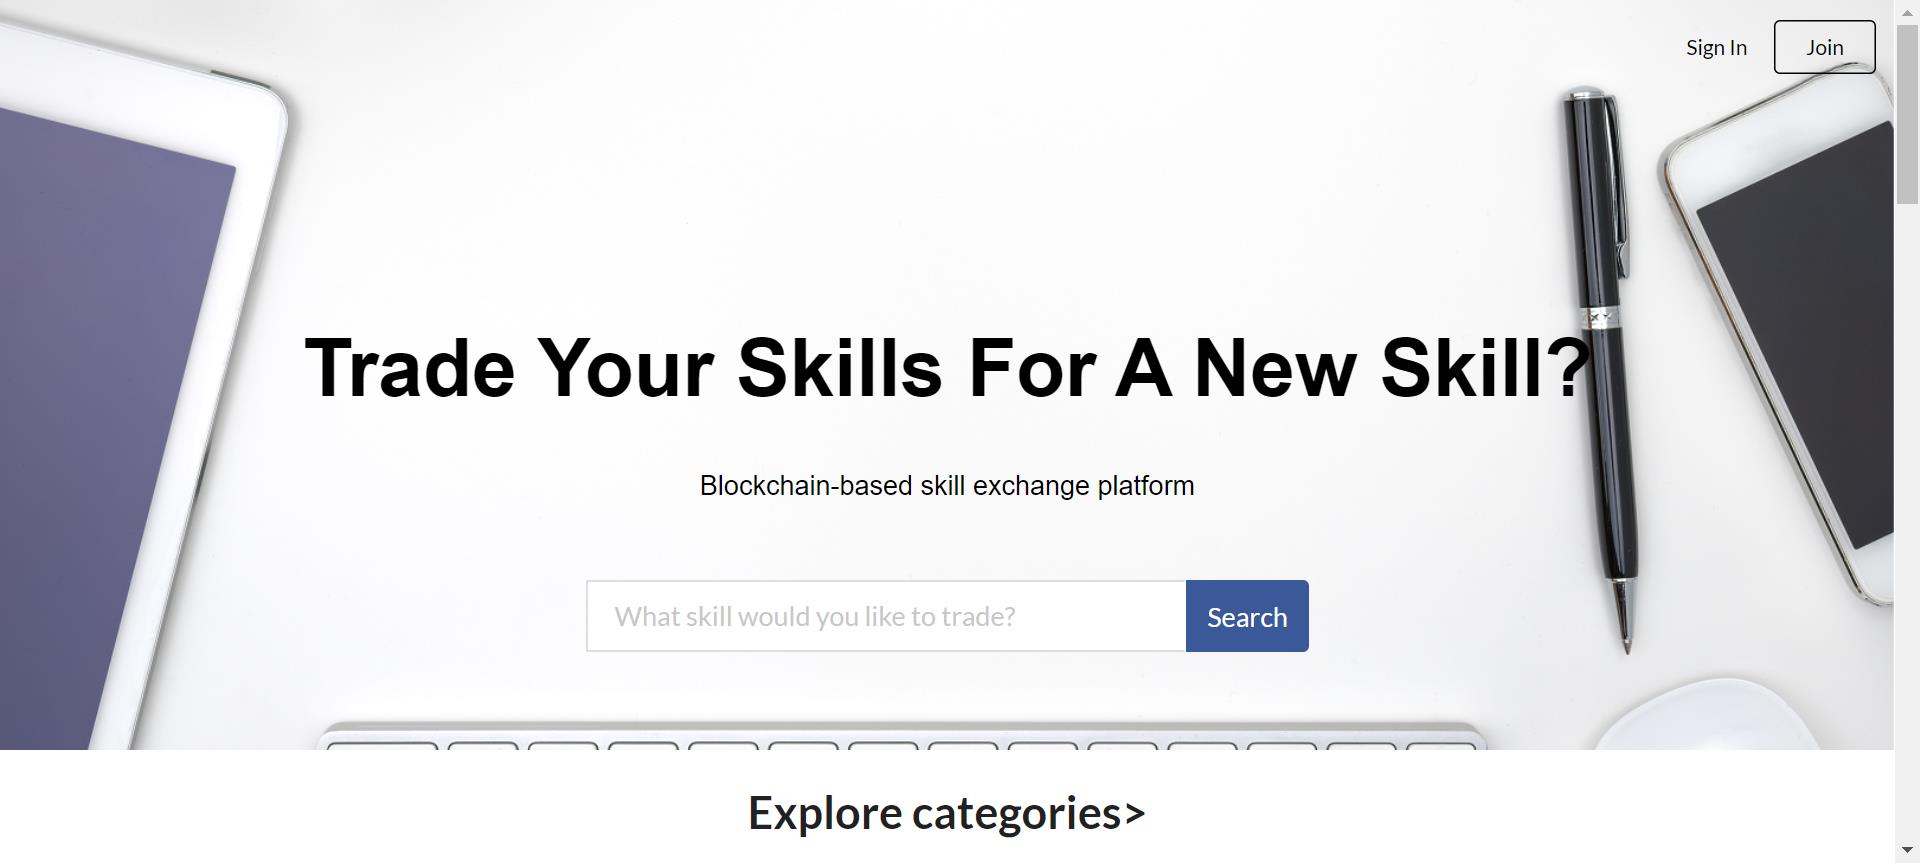 Sign In
Join
Trade Your Skills For A New Skill?
Blockchain-based skill exchange platform
What skill would you like to trade?
Search
Explore categories>